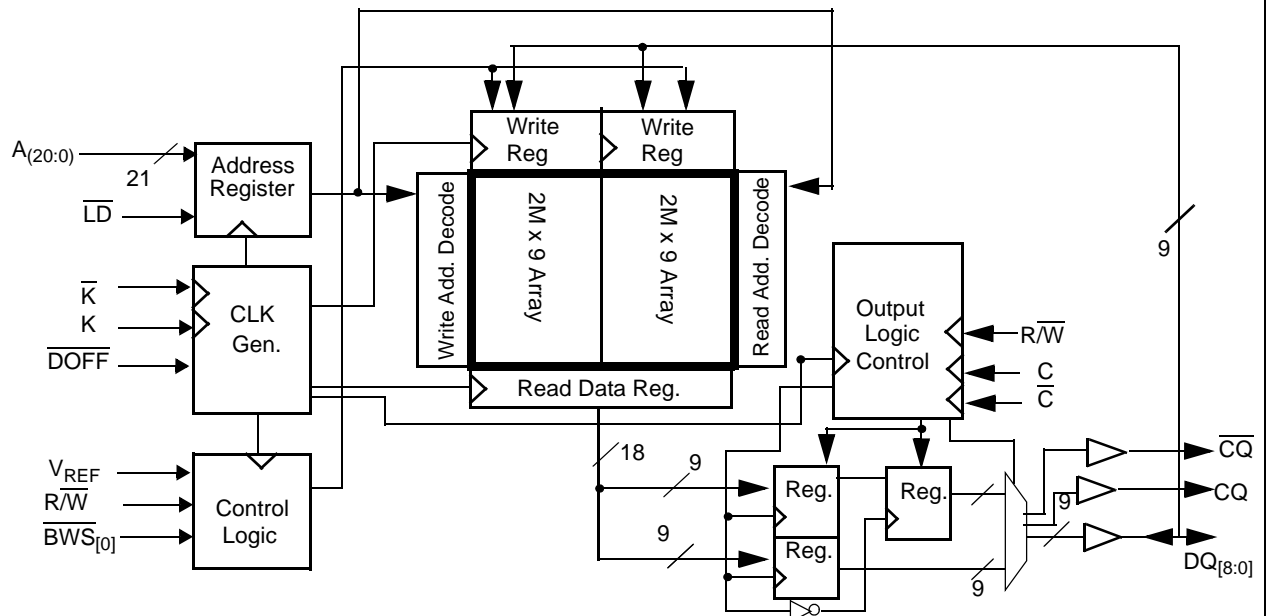 A(20:0)
21
LD
Address
Register
K
K
DOFF
CLK
Gen.
VREF
R/W
BWS[0]
Control
Logic
Write
Reg
Write
Reg
Write Add. Decode
2M x 9 Array
2M x 9 Array
Read Add. Decode
Read Data Reg.
18
9
9
Output
Logic
Control
R/W
C
C
9
Reg.
Reg.
Reg.
9
9
CQ
CQ
DQ[8:0]